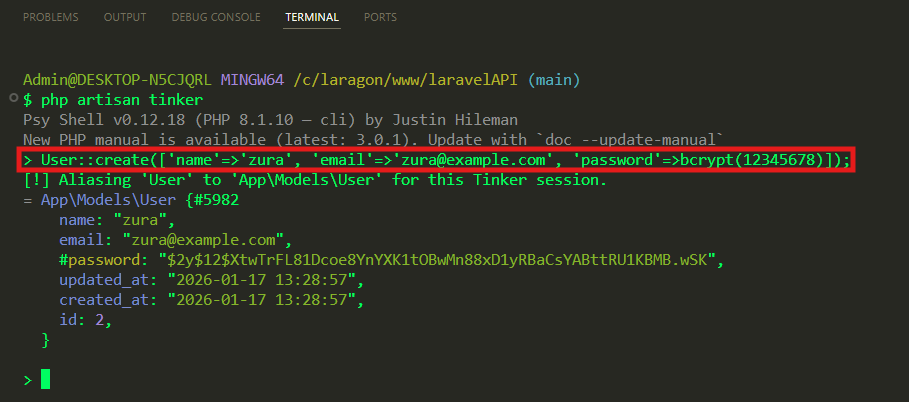 PROBLEMS OUTPUT DEBUG CONSOLE TERMINAL PORTS
Admin@DESKTOP-N5CJQRL MINGW64 /c/laragon/www/laravelAPI (main)
$ php artisan tinker
Psy Shell v0.12.18 (PHP 8.1.10 — cli) by Justin Hileman
New PHP manual is available (latest: 3.0.1). Update with `doc --update-manual`
> User::create(['name'=>'zura', 'email'=>'zura@example.com', 'password'=>bcrypt(12345678)]);
[!] Aliasing 'User' to 'App\Models\User' for this Tinker session.
= App\Models\User {#5982
    name: "zura",
    email: "zura@example.com",
    #password: "$2y$12$XtwTrFL81Dcoe8YnYXK1tOBwMn88xD1yRBaCsYABttRU1KBMB.wSK",
    updated_at: "2026-01-17 13:28:57",
    created_at: "2026-01-17 13:28:57",
    id: 2,
  }
>